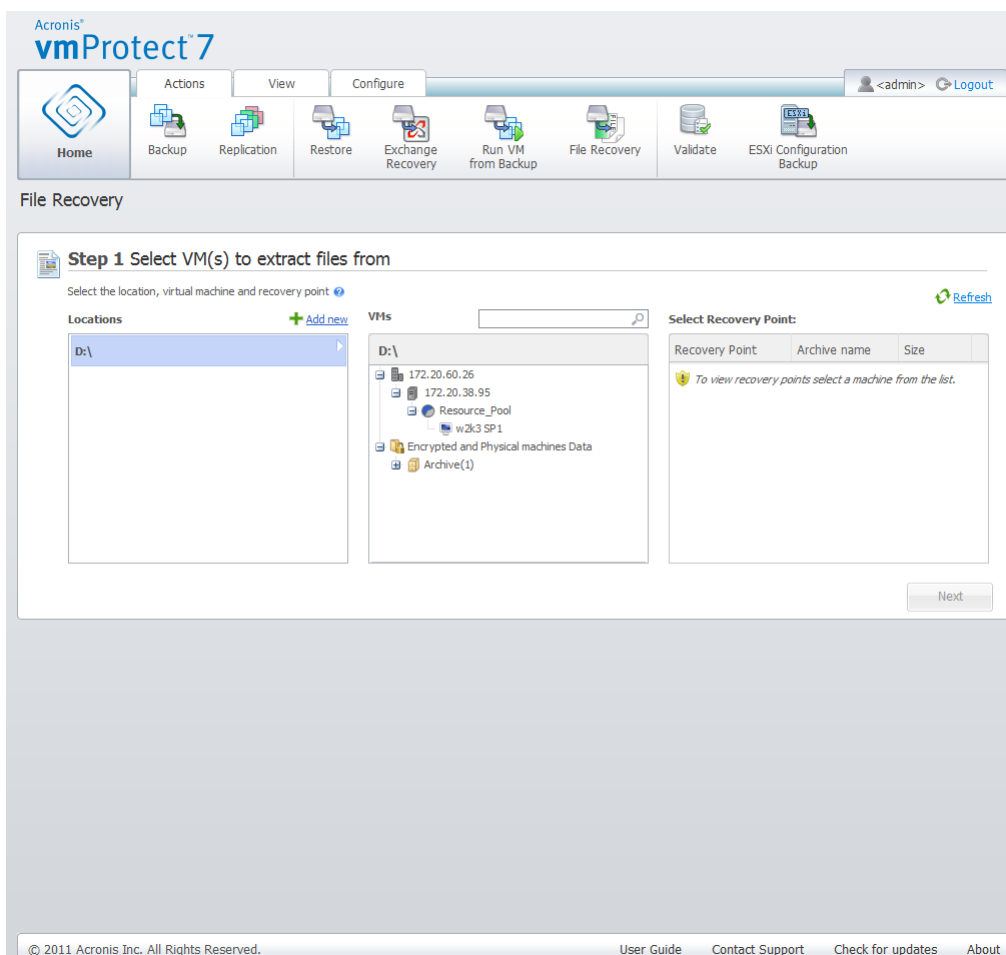 Acronis®
vmProtect™ 7
Actions View Configure
<admin> Logout
Home
Backup
Replication
Restore
Exchange Recovery
Run VM from Backup
File Recovery
Validate
ESXi
ESXi Configuration Backup
File Recovery
Step 1 Select VM(s) to extract files from
Select the location, virtual machine and recovery point ?
Refresh
Locations
Add new
D:\
VMs
D:\
172.20.60.26
172.20.38.95
Resource_Pool
w2k3 SP1
Encrypted and Physical machines Data
Archive(1)
Select Recovery Point:
Recovery Point Archive name Size
To view recovery points select a machine from the list.
Next
© 2011 Acronis Inc. All Rights Reserved.
User Guide Contact Support Check for updates About